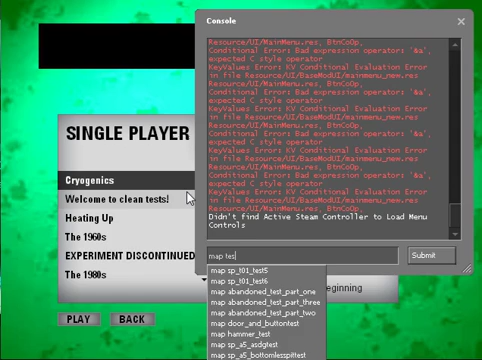 Console
Resource/UI/MainMenu.res, BtnCoOp,
Conditional Error: Bad expression operator: '&a',
expected C style operator
KeyValues Error: KV Conditional Evaluation Error
in file Resource/UI/BaseModUI/mainmenu_new.res
Resource/UI/MainMenu.res, BtnCoOp,
Conditional Error: Bad expression operator: '&a',
expected C style operator
KeyValues Error: KV Conditional Evaluation Error
in file Resource/UI/BaseModUI/mainmenu_new.res
Resource/UI/MainMenu.res, BtnCoOp,
Conditional Error: Bad expression operator: '&a',
expected C style operator
KeyValues Error: KV Conditional Evaluation Error
in file Resource/UI/BaseModUI/mainmenu_new.res
Resource/UI/MainMenu.res, BtnCoOp,
Conditional Error: Bad expression operator: '&a',
expected C style operator
KeyValues Error: KV Conditional Evaluation Error
in file Resource/UI/BaseModUI/mainmenu_new.res
Resource/UI/MainMenu.res, BtnCoOp,
Didn't find Active Steam Controller to Load Menu
Controls
map tes
Submit
map sp_t01_test5
map sp_t01_test6
map abandoned_test_part_one
map abandoned_test_part_three
map abandoned_test_part_two
map door_and_buttontest
map hammer_test
map sp_a5_asdgtest
map sp_a5_bottomlesspittest
SINGLE PLAYER
Cryogenics
Welcome to clean tests!
Heating Up
The 1960s
EXPERIMENT DISCONTINUED
The 1980s
eginning
PLAY
BACK